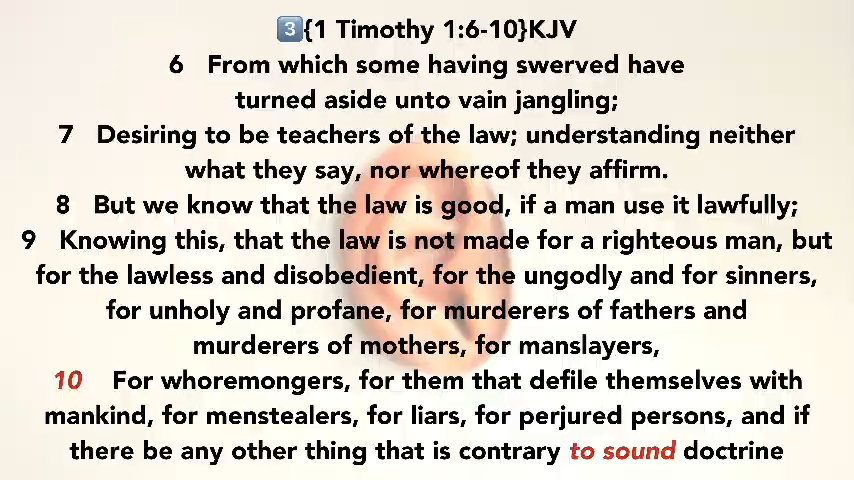 3️⃣{1 Timothy 1:6-10}KJV
6 From which some having swerved have
turned aside unto vain jangling;
7 Desiring to be teachers of the law; understanding neither
what they say, nor whereof they affirm.
8 But we know that the law is good, if a man use it lawfully;
9 Knowing this, that the law is not made for a righteous man, but
for the lawless and disobedient, for the ungodly and for sinners,
for unholy and profane, for murderers of fathers and
murderers of mothers, for manslayers,
10 For whoremongers, for them that defile themselves with
mankind, for menstealers, for liars, for perjured persons, and if
there be any other thing that is contrary to sound doctrine